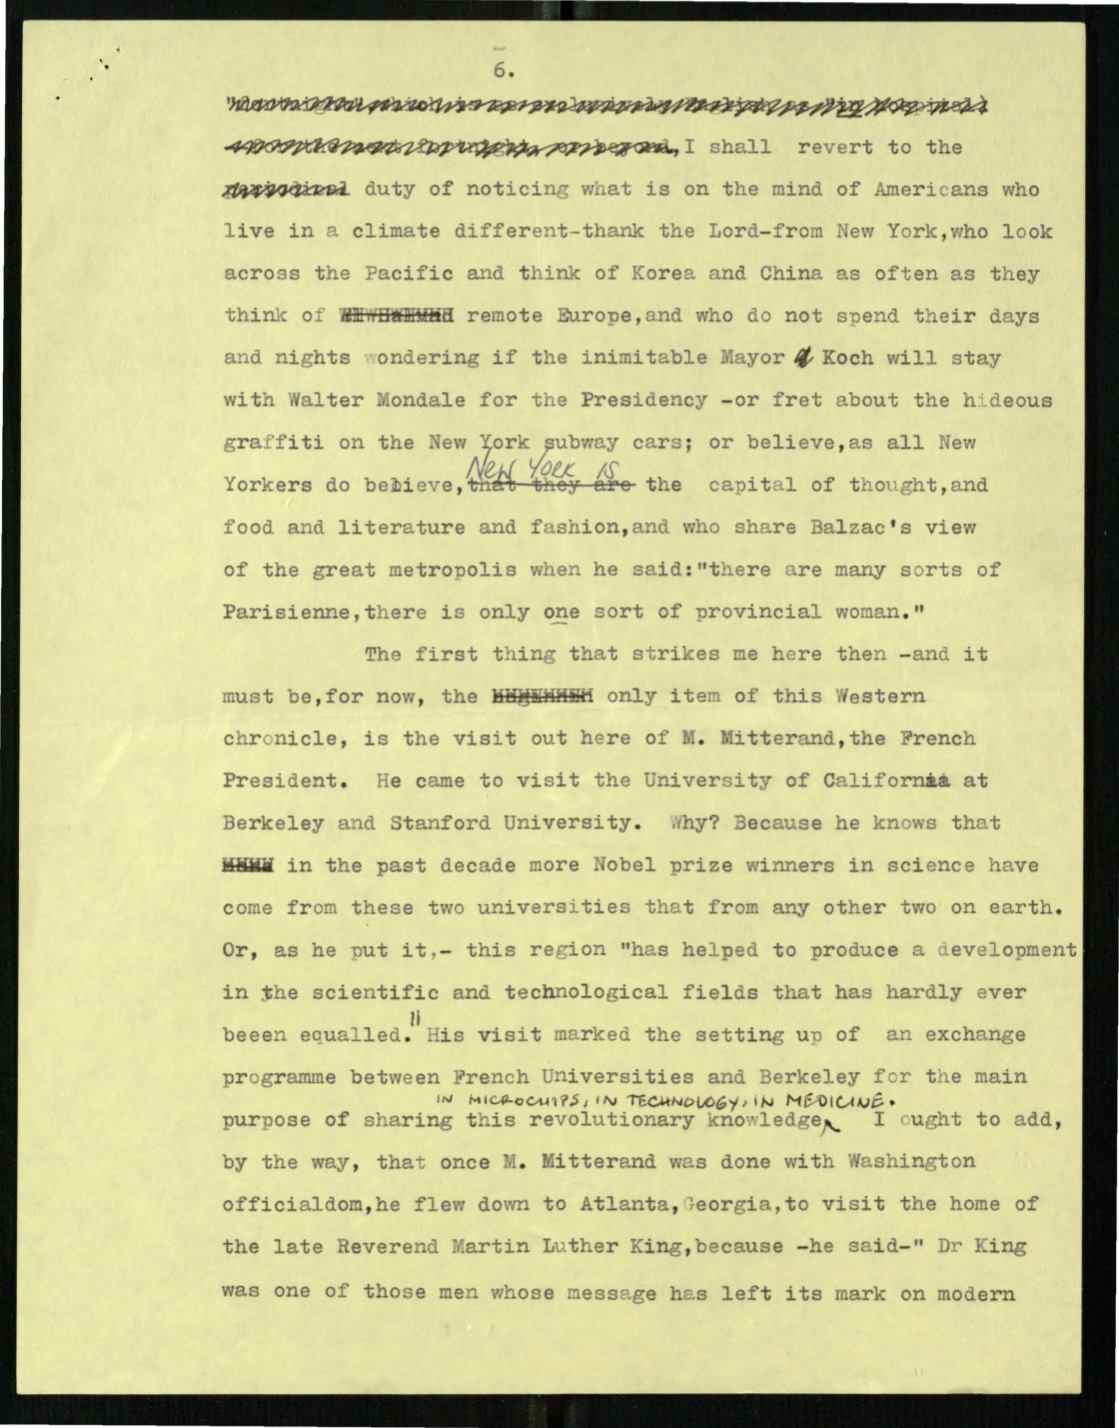 6.
I shall revert to the
duty of noticing what is on the mind of Americans who
live in a climate different-thank the Lord-from New York,who look
across the Pacific and think of Korea and China as often as they
think of remote Europe,and who do not spend their days
and nights wondering if the inimitable Mayor Koch will stay
with Walter Mondale for the Presidency -or fret about the hideous
graffiti on the New York subway cars; or believe,as all New
New York is
Yorkers do believe,that they are the capital of thought,and
food and literature and fashion,and who share Balzac's view
of the great metropolis when he said:"there are many sorts of
Parisienne,there is only one sort of provincial woman."
The first thing that strikes me here then -and it
must be,for now, the only item of this Western
chronicle, is the visit out here of M. Mitterand,the French
President. He came to visit the University of California at
Berkeley and Stanford University. Why? Because he knows that
in the past decade more Nobel prize winners in science have
come from these two universities that from any other two on earth.
Or, as he put it,- this region "has helped to produce a development
in the scientific and technological fields that has hardly ever
beeen equalled." His visit marked the setting up of an exchange
programme between French Universities and Berkeley for the main
IN MICROCHIPS, IN TECHNOLOGY, IN MEDICINE.
purpose of sharing this revolutionary knowledge I ought to add,
by the way, that once M. Mitterand was done with Washington
officialdom,he flew down to Atlanta,Georgia,to visit the home of
the late Reverend Martin Luther King,because -he said-" Dr King
was one of those men whose message has left its mark on modern